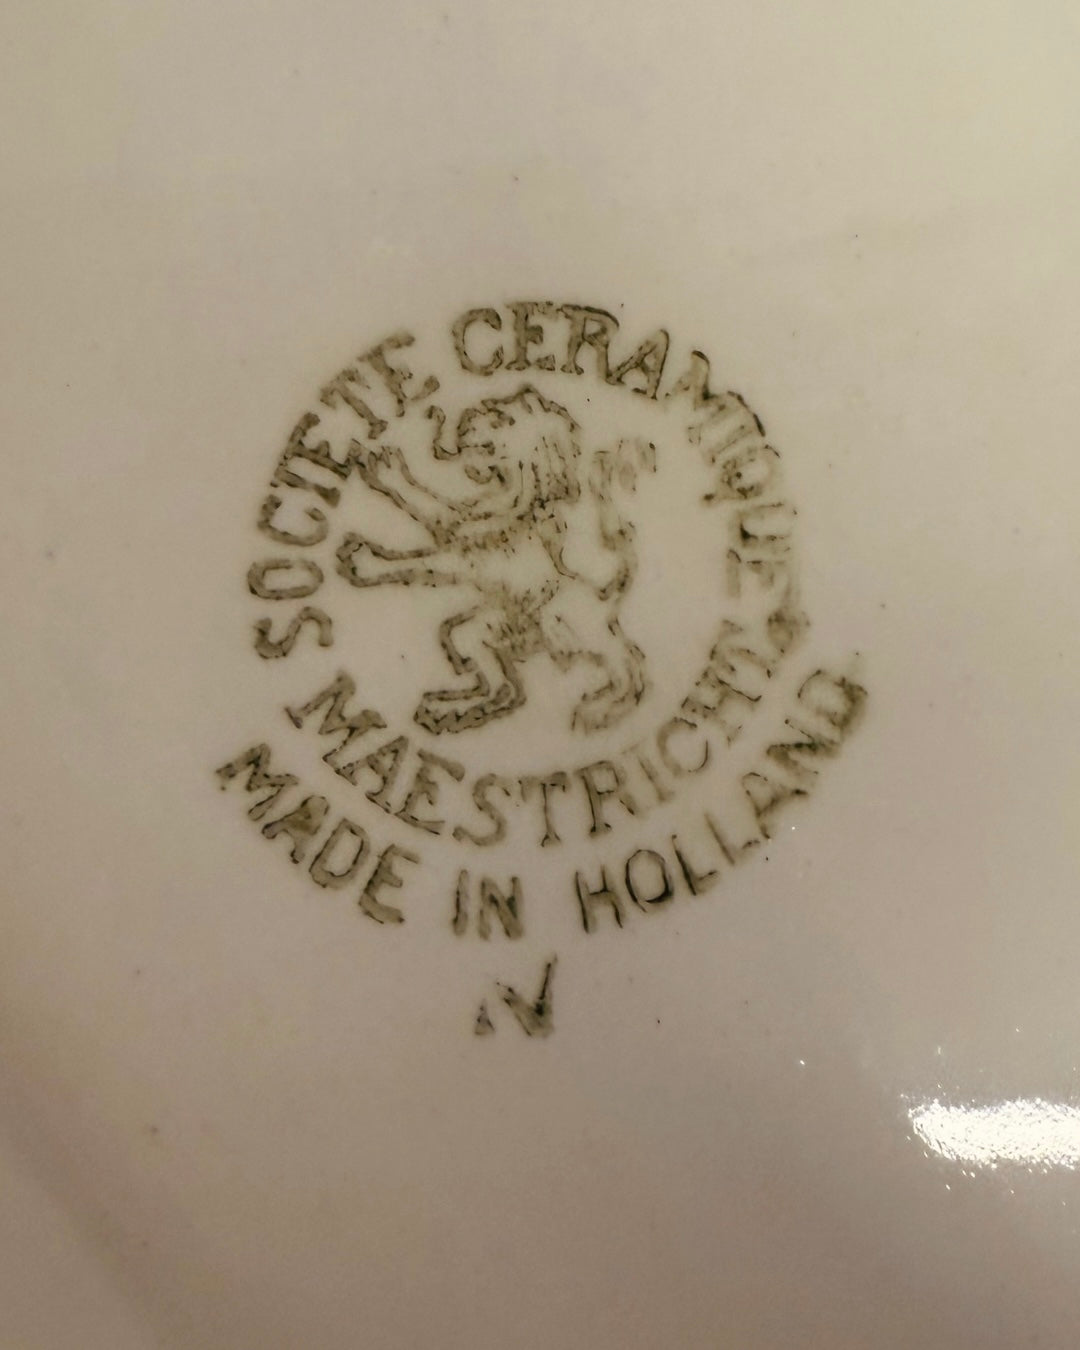 SOCIETE CERAMIQUE
MAESTRICHT
MADE IN HOLLAND
N